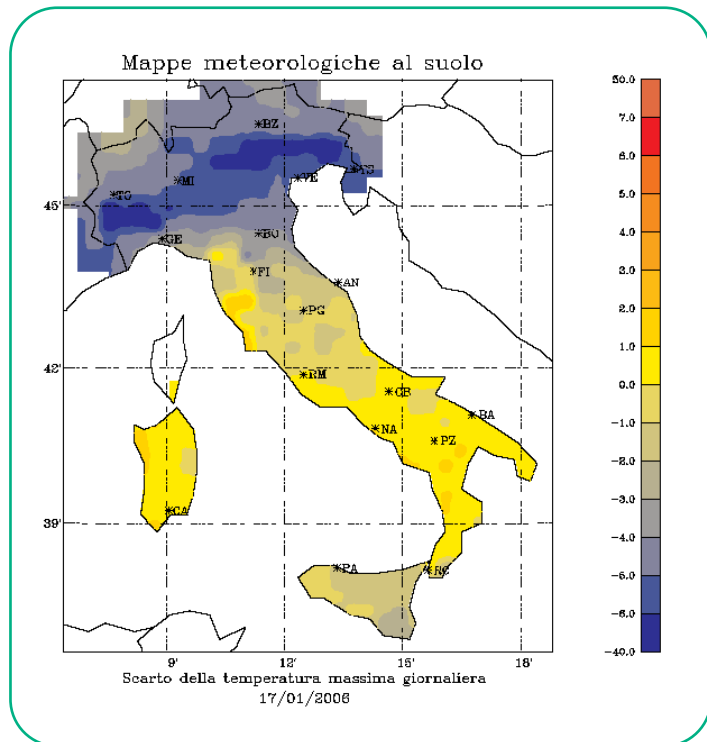 Mappe meteorologiche al suolo
50.0
7.0
6.0
5.0
4.0
3.0
2.0
1.0
0.0
-1.0
-2.0
-3.0
-4.0
-5.0
-6.0
-40.0
*BZ
*TS
*VE
*MI
*TO
45'
*BO
*GE
*FI
*AN
*PG
42'
*RM
*CB
*BA
*NA
*PZ
*CA
39'
*PA
*RC
9' 12' 15' 18'
Scarto della temperatura massima giornaliera
17/01/2006